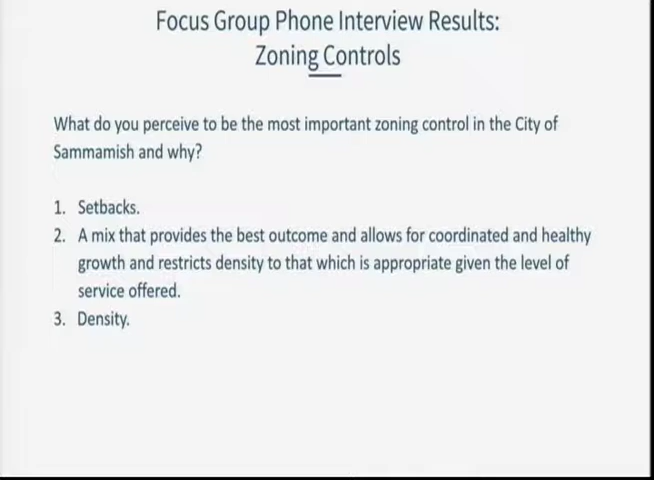 Focus Group Phone Interview Results:
Zoning Controls
What do you perceive to be the most important zoning control in the City of
Sammamish and why?
1. Setbacks.
2. A mix that provides the best outcome and allows for coordinated and healthy
growth and restricts density to that which is appropriate given the level of
service offered.
3. Density.